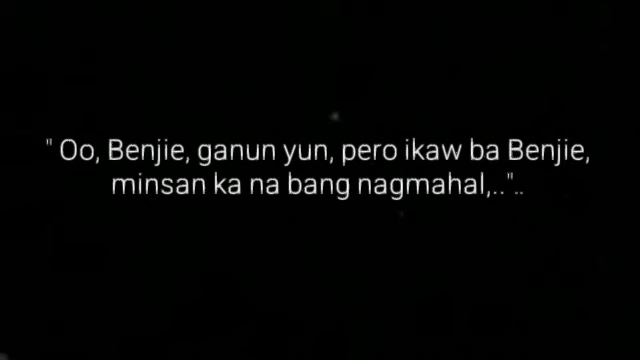 " Oo, Benjie, ganun yun, pero ikaw ba Benjie,
minsan ka na bang nagmahal,.."..